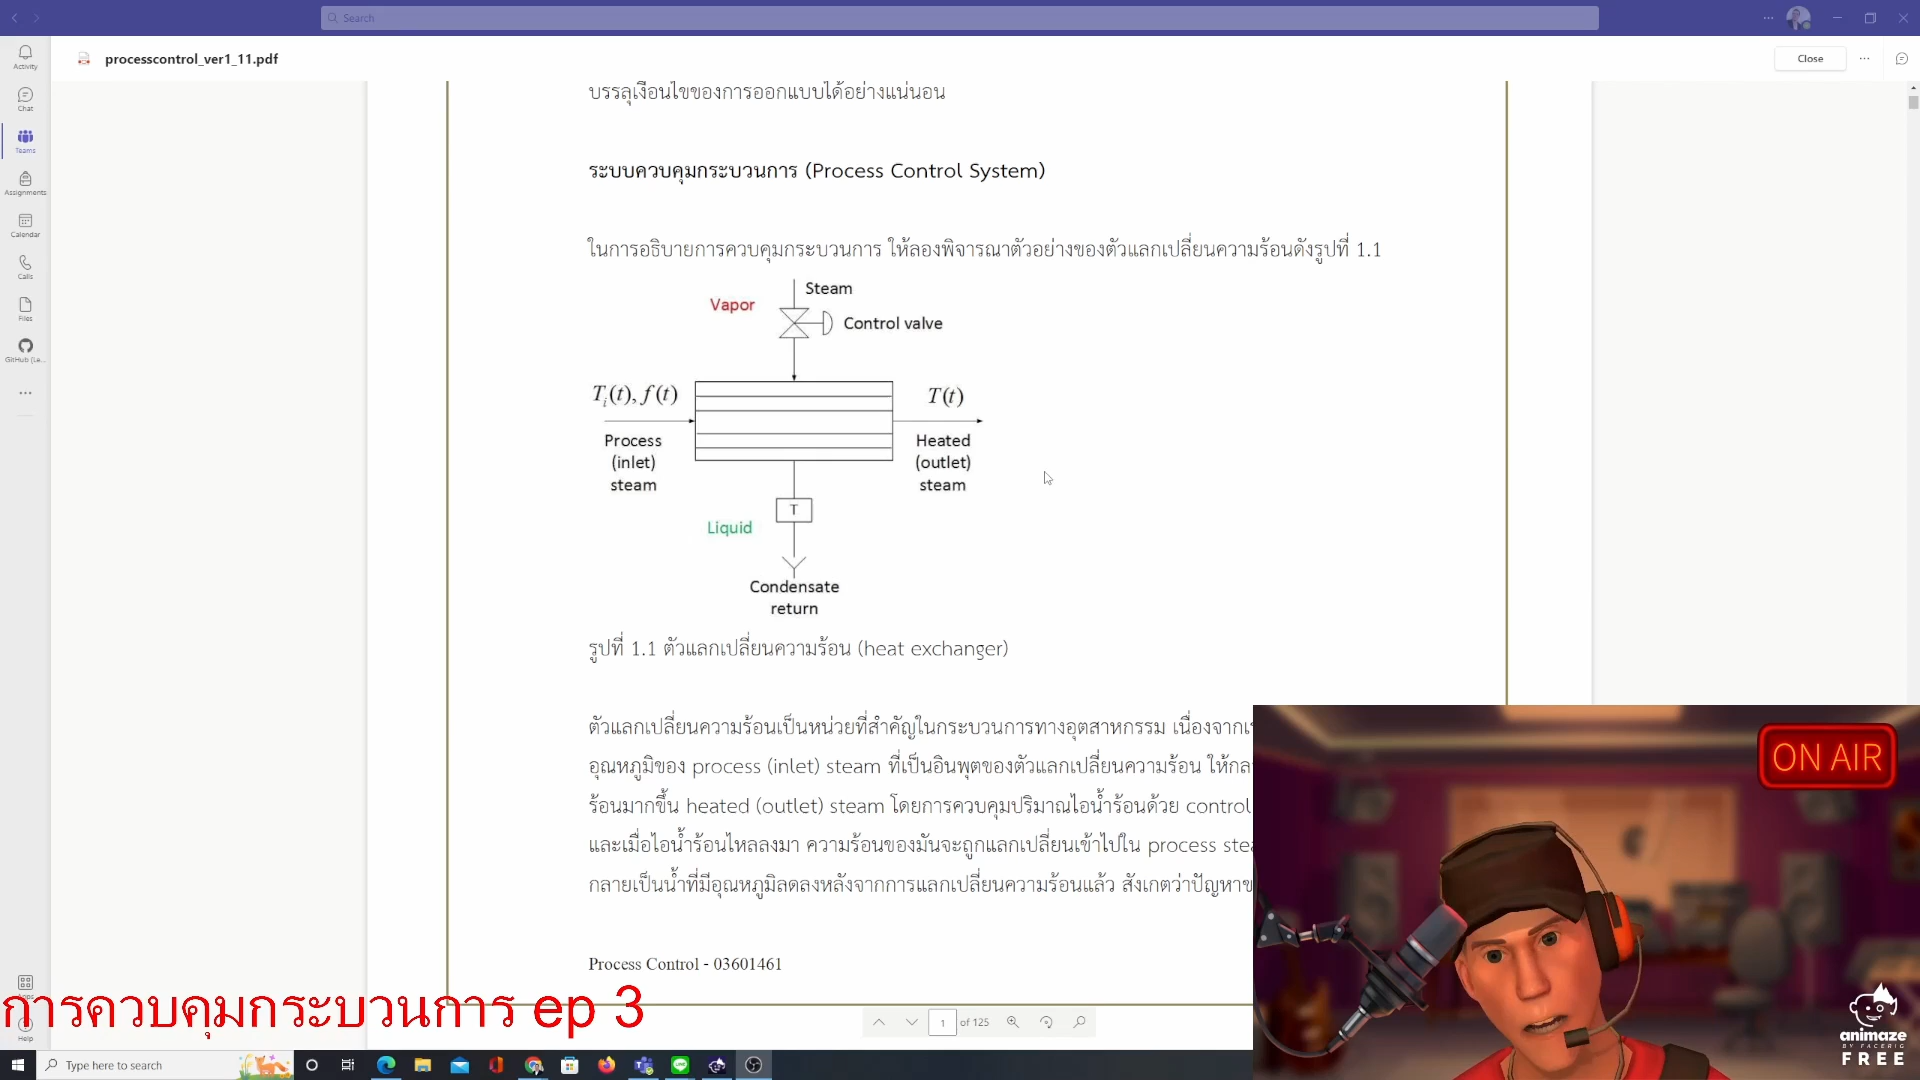 Search
processcontrol_ver1_11.pdf
Close
Activity
Chat
Teams
Assignments
Calendar
Calls
Files
GitHub (Le...
Help
บรรลุเงื่อนไขของการออกแบบได้อย่างแน่นอน
ระบบควบคุมกระบวนการ (Process Control System)
ในการอธิบายการควบคุมกระบวนการ ให้ลองพิจารณาตัวอย่างของตัวแลกเปลี่ยนความร้อนดังรูปที่ 1.1
Steam
Vapor
Control valve
Ti(t), f(t)
T(t)
Process
(inlet)
steam
Heated
(outlet)
steam
T
Liquid
Condensate
return
รูปที่ 1.1 ตัวแลกเปลี่ยนความร้อน (heat exchanger)
ตัวแลกเปลี่ยนความร้อนเป็นหน่วยที่สำคัญในกระบวนการทางอุตสาหกรรม เนื่องจาก
อุณหภูมิของ process (inlet) steam ที่เป็นอินพุตของตัวแลกเปลี่ยนความร้อน
ร้อนมากขึ้น heated (outlet) steam โดยการควบคุมปริมาณไอน้ำร้อนด้วย control
และเมื่อไอน้ำร้อนไหลลงมา ความร้อนของมันจะถูกแลกเปลี่ยนเข้าไปใน process
กลายเป็นน้ำที่มีอุณหภูมิลดลงหลังจากการแลกเปลี่ยนความร้อนแล้ว สังเกตว่า
Process Control - 03601461
1 of 125
การควบคุมกระบวนการ ep 3
Type here to search
ON AIR
animaze
BY FACERIG
FREE